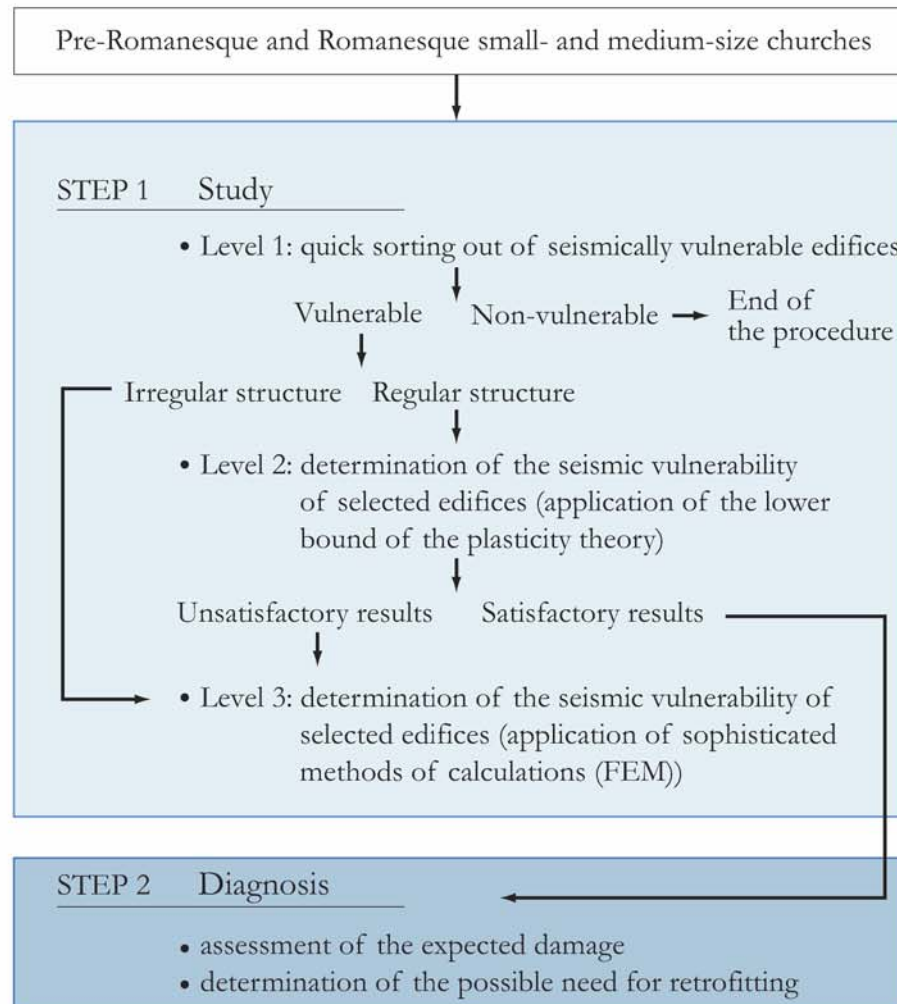 Pre-Romanesque and Romanesque small- and medium-size churches
STEP 1 Study
• Level 1: quick sorting out of seismically vulnerable edifices
Vulnerable Non-vulnerable End of
the procedure
Irregular structure Regular structure
• Level 2: determination of the seismic vulnerability
of selected edifices (application of the lower
bound of the plasticity theory)
Unsatisfactory results Satisfactory results
• Level 3: determination of the seismic vulnerability of
selected edifices (application of sophisticated
methods of calculations (FEM))
STEP 2 Diagnosis
• assessment of the expected damage
• determination of the possible need for retrofitting